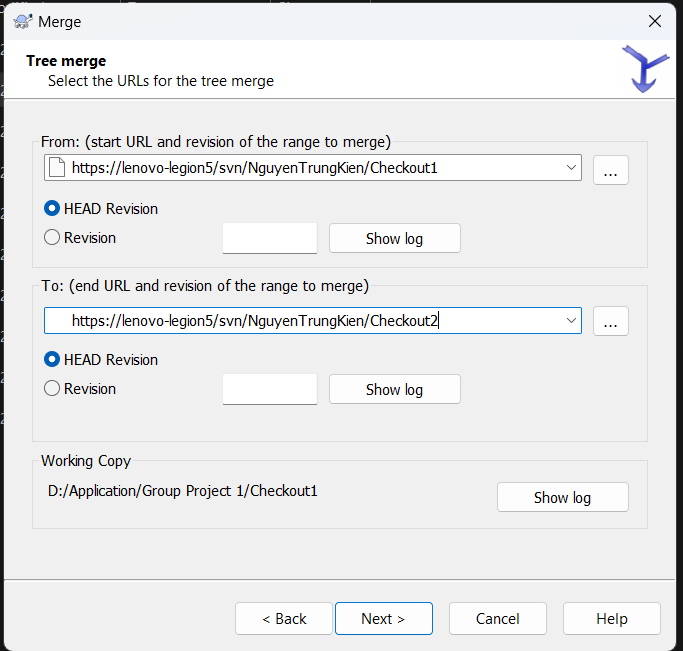 Merge
Tree merge
Select the URLs for the tree merge
From: (start URL and revision of the range to merge)
https://lenovo-legion5/svn/NguyenTrungKien/Checkout1
...
HEAD Revision
Revision
Show log
To: (end URL and revision of the range to merge)
https://lenovo-legion5/svn/NguyenTrungKien/Checkout2
...
HEAD Revision
Revision
Show log
Working Copy
D:/Application/Group Project 1/Checkout1
Show log
< Back Next > Cancel Help